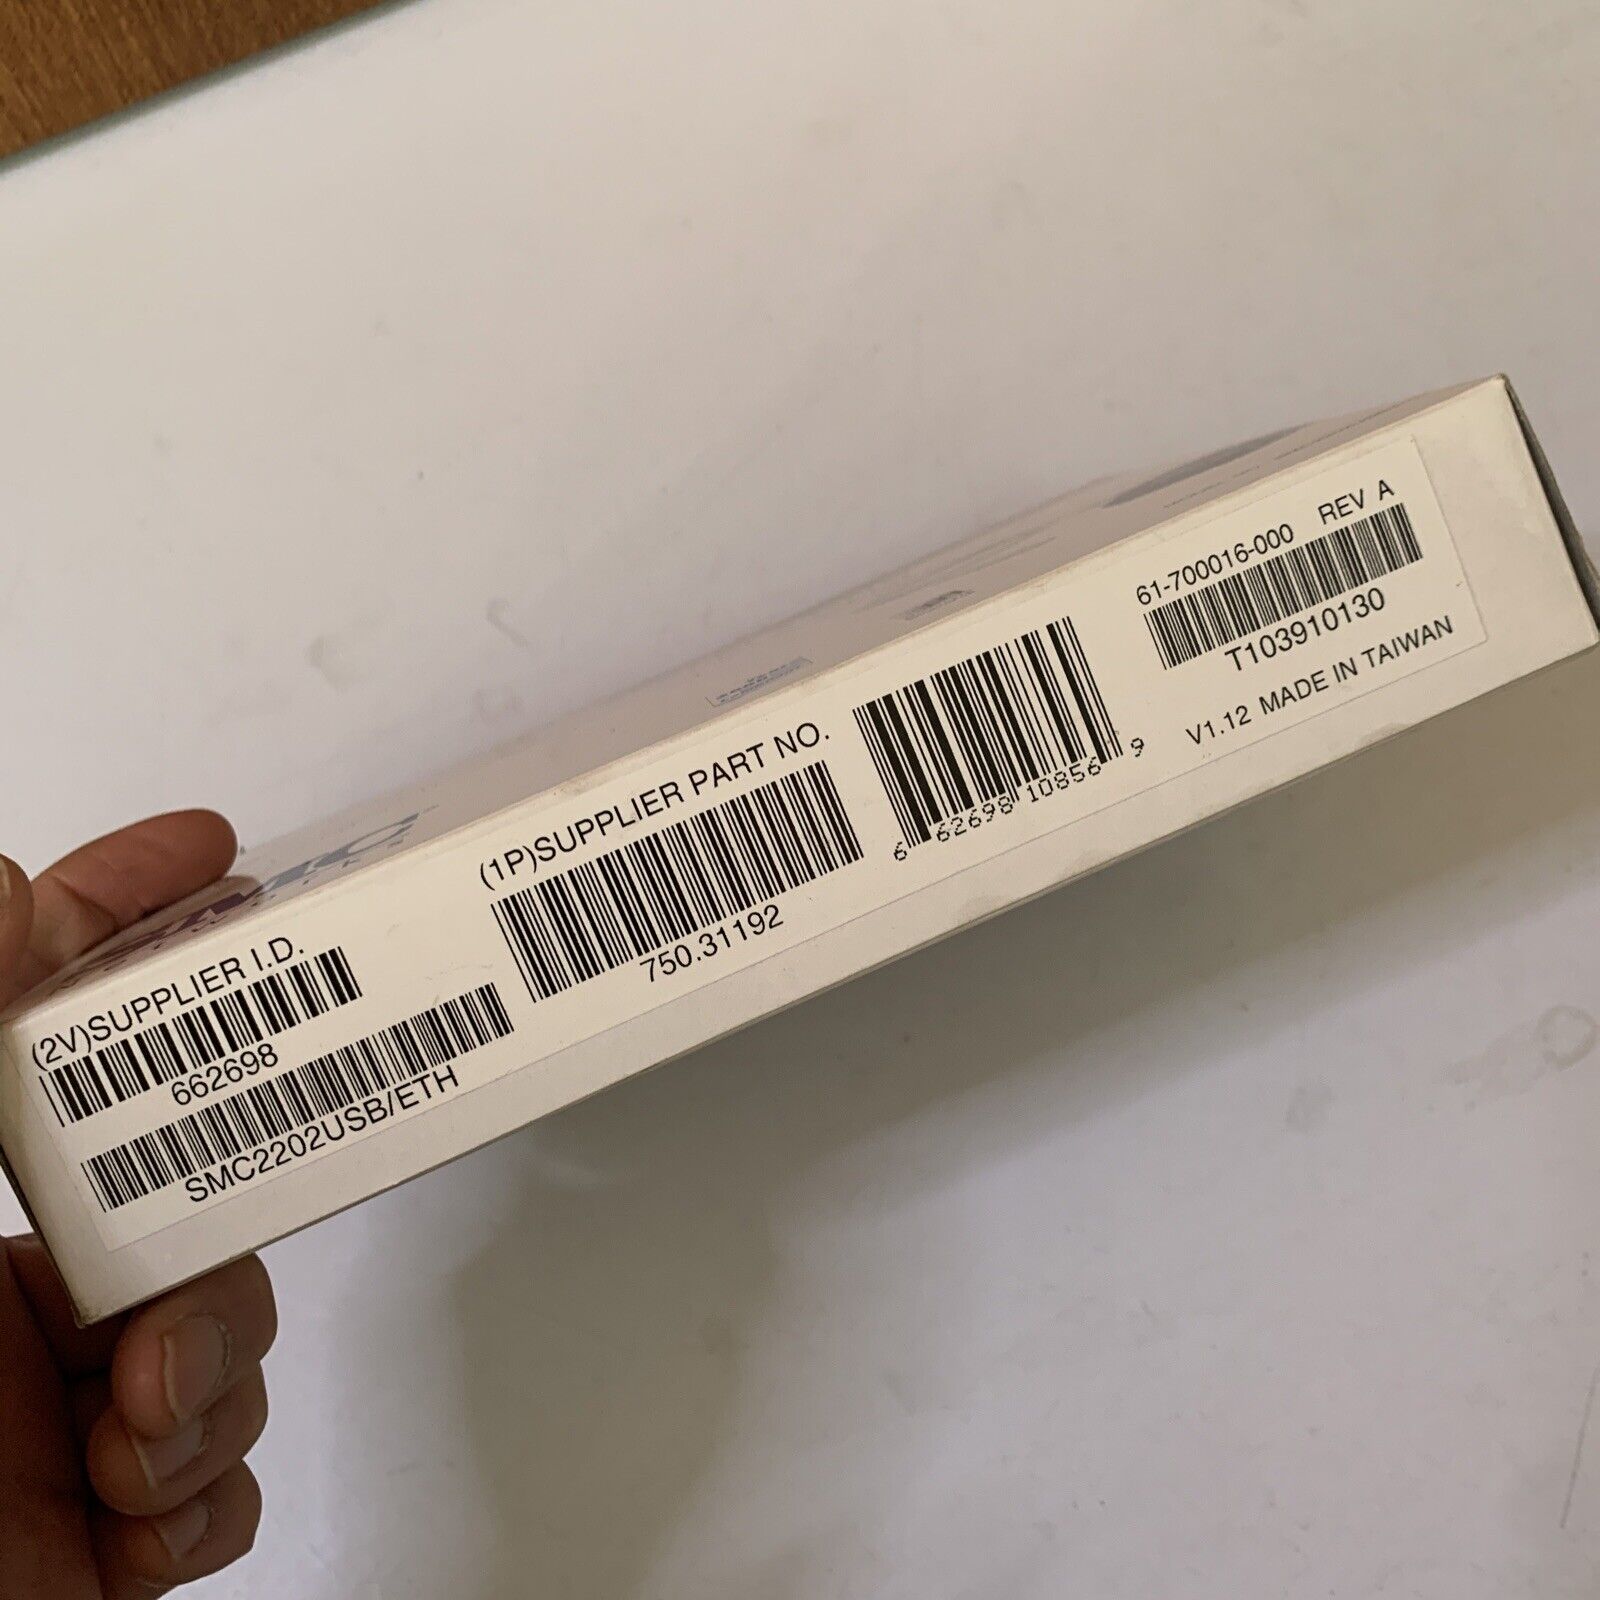 (2V)SUPPLIER I.D.
662698
SMC2202USB/ETH
(1P)SUPPLIER PART NO.
750.31192
6 62698 10856 9
61-700016-000 REV A
T103910130
V1.12 MADE IN TAIWAN